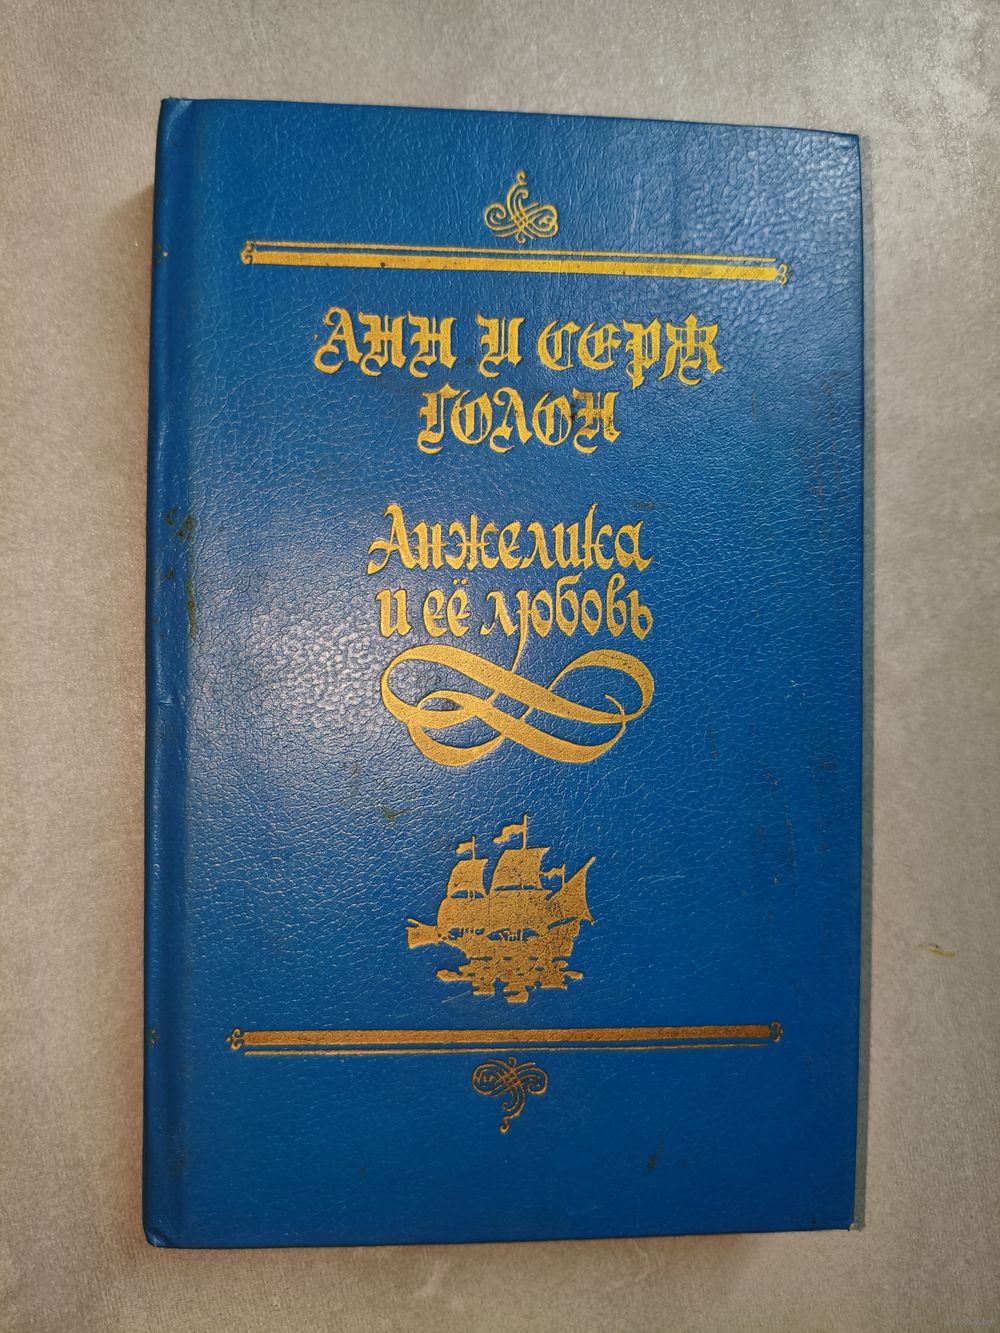 АНН И СЕРЖ
ГОЛОН
Анжелика
и её любовь